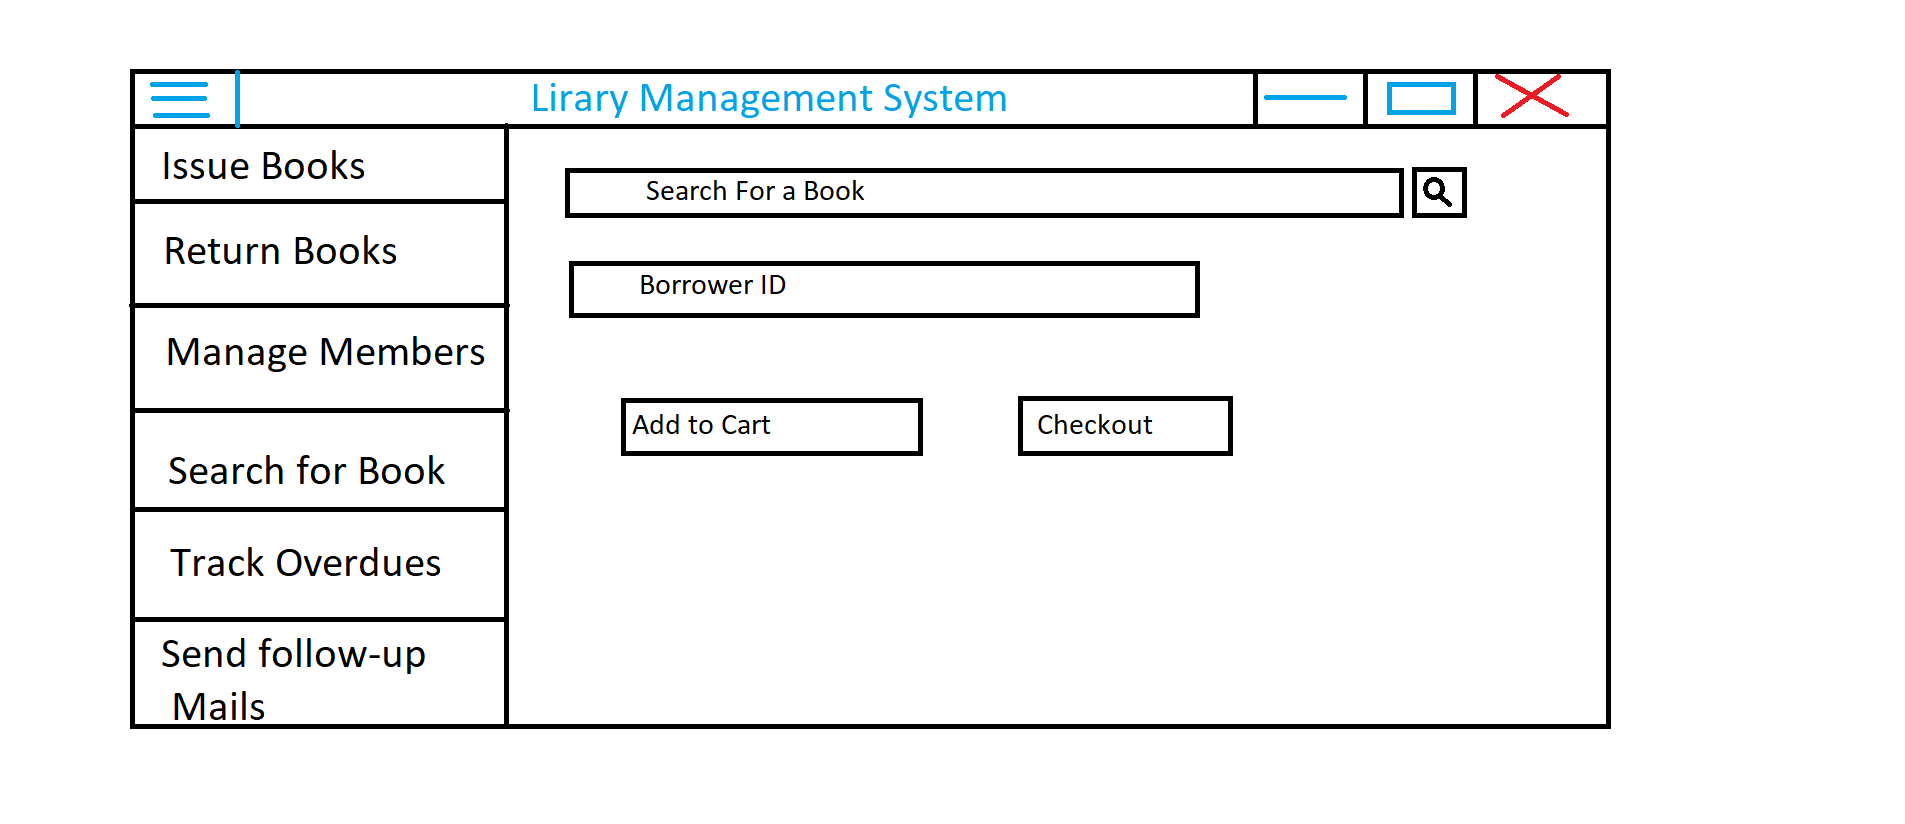 Lirary Management System
Issue Books
Return Books
Manage Members
Search for Book
Track Overdues
Send follow-up
Mails
Search For a Book
Borrower ID
Add to Cart
Checkout